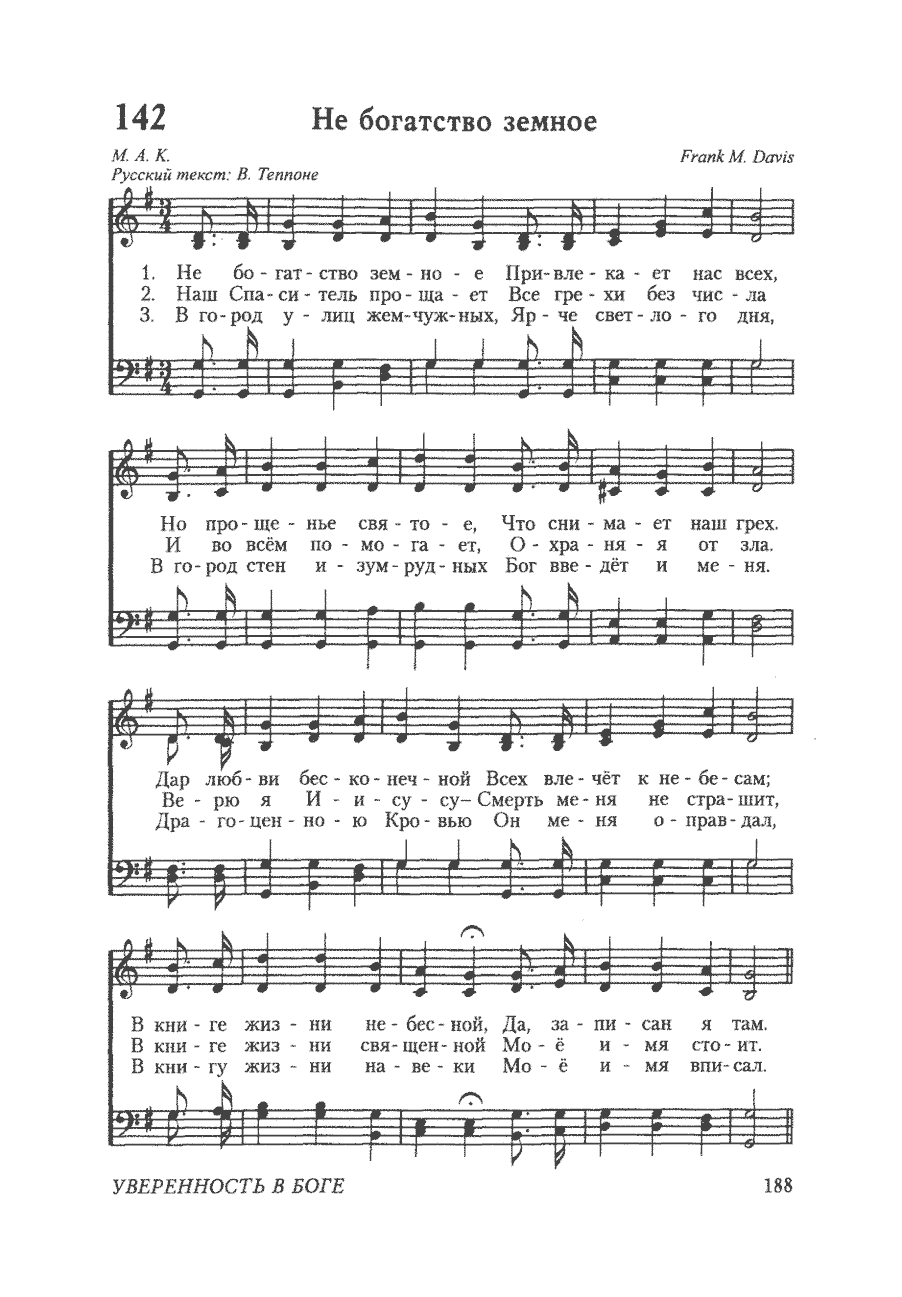 142 Не богатство земное
М. А. К. Frank M. Davis
Русский текст: В. Теппоне
1. Не бо - гат - ство зем - но - е При - вле - ка - ет нас всех,
2. Наш Спа - си - тель про - ща - ет Все гре - хи без чис - ла
3. В го - род у - лиц жем - чуж - ных, Яр - че свет - ло - го дня,
Но про - ще - нье свя - то - е, Что сни - ма - ет наш грех.
И во всём по - мо - га - ет, О - хра - ня - я от зла.
В го - род стен и - зум - руд - ных Бог вве - дёт и ме - ня.
Дар люб - ви бес - ко - неч - ной Всех вле - чёт к не - бе - сам;
Ве - рю я И - и - су - су – Смерть ме - ня не стра - шит,
Дра - го - цен - но - ю Кро - вью Он ме - ня о - прав - дал,
В кни - ге жиз - ни не - бес - ной, Да, за - пи - сан я там.
В кни - ге жиз - ни свя - щен - ной Мо - ё и - мя сто - ит.
В кни - гу жиз - ни на - ве - ки Мо - ё и - мя впи - сал.
УВЕРЕННОСТЬ В БОГЕ 188